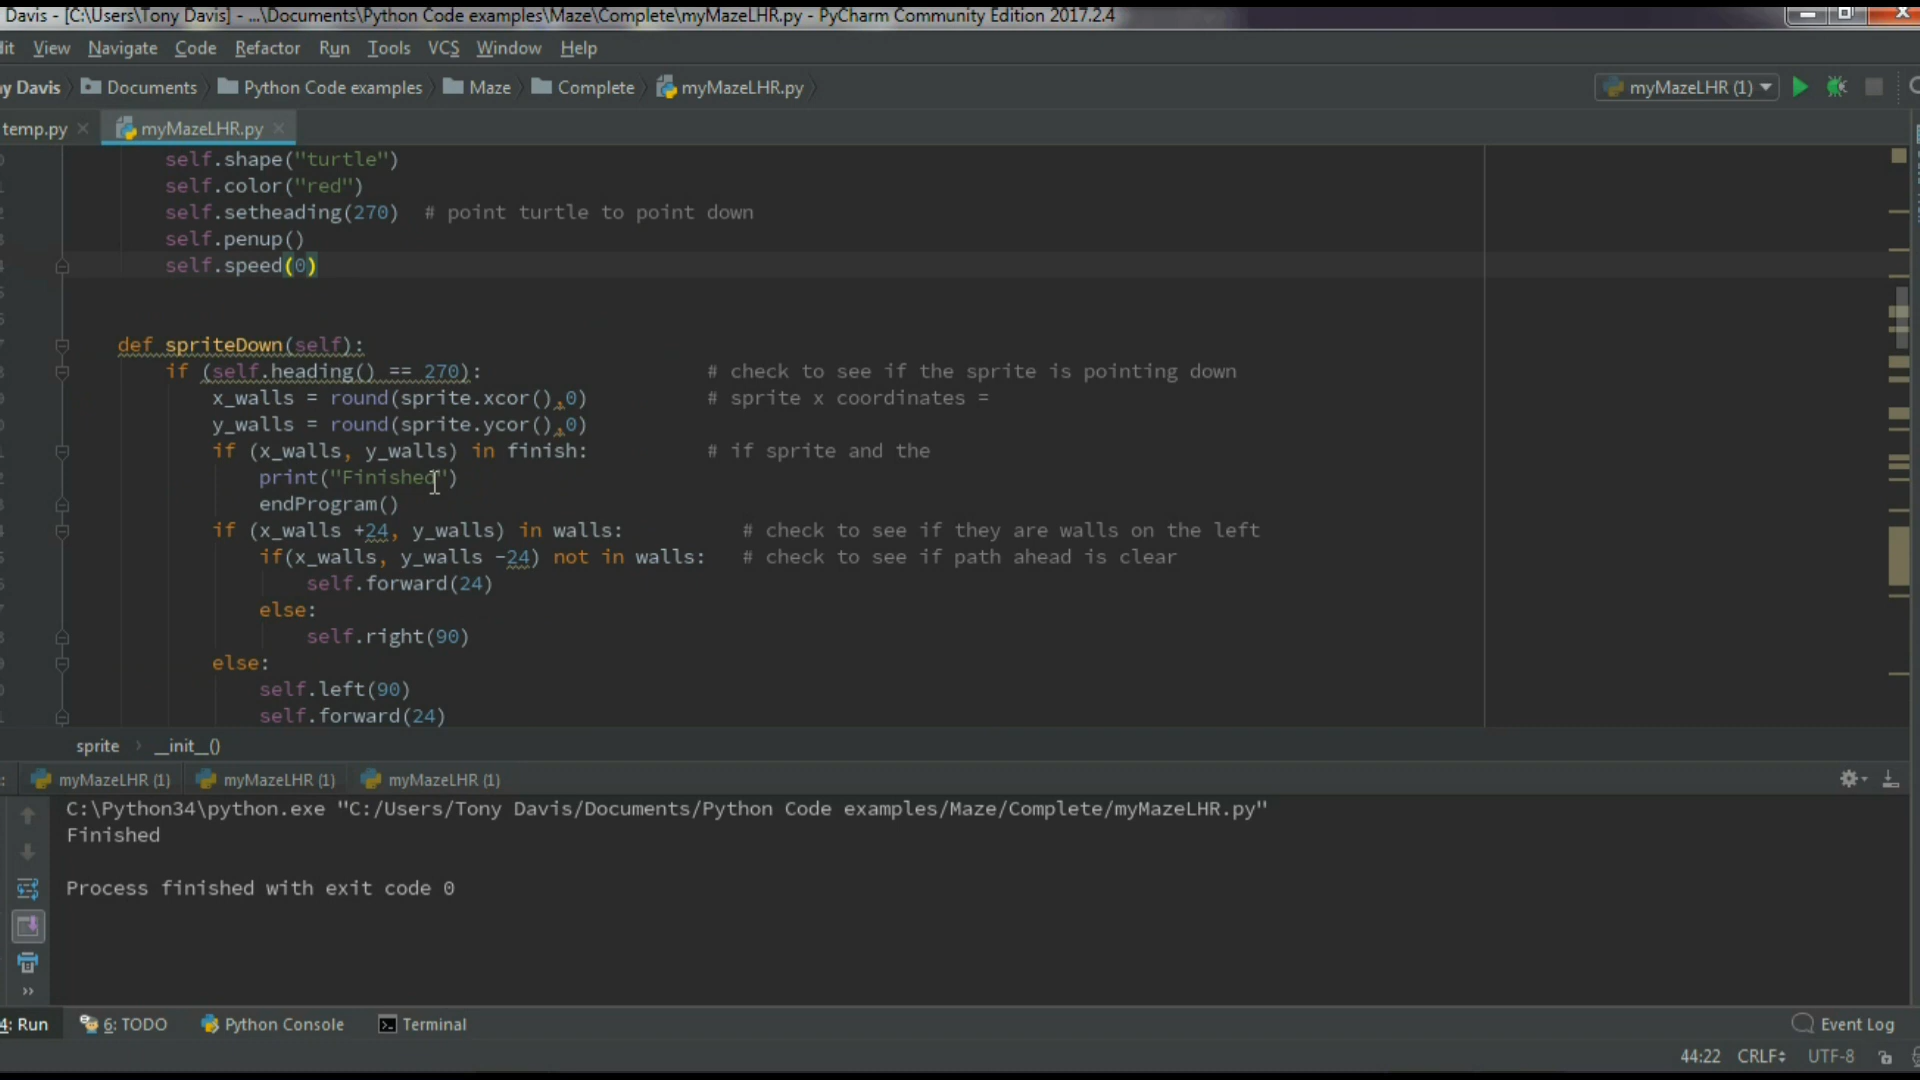 Davis - [C:\Users\Tony Davis] - ...\Documents\Python Code examples\Maze\Complete\myMazeLHR.py - PyCharm Community Edition 2017.2.4
dit View Navigate Code Refactor Run Tools VCS Window Help
ny Davis Documents Python Code examples Maze Complete myMazeLHR.py myMazeLHR (1)
temp.py myMazeLHR.py
self.shape("turtle")
self.color("red")
self.setheading(270)  # point turtle to point down
self.penup()
self.speed(0)
def spriteDown(self):
if (self.heading() == 270): # check to see if the sprite is pointing down
x_walls = round(sprite.xcor(),0) # sprite x coordinates =
y_walls = round(sprite.ycor(),0)
if (x_walls, y_walls) in finish: # if sprite and the
print("Finished")
endProgram()
if (x_walls +24, y_walls) in walls: # check to see if they are walls on the left
if(x_walls, y_walls -24) not in walls: # check to see if path ahead is clear
self.forward(24)
else:
self.right(90)
else:
self.left(90)
self.forward(24)
sprite __init__()
: myMazeLHR (1) myMazeLHR (1) myMazeLHR (1)
C:\Python34\python.exe "C:/Users/Tony Davis/Documents/Python Code examples/Maze/Complete/myMazeLHR.py"
Finished
Process finished with exit code 0
4: Run 6: TODO Python Console Terminal Event Log
44:22 CRLF UTF-8